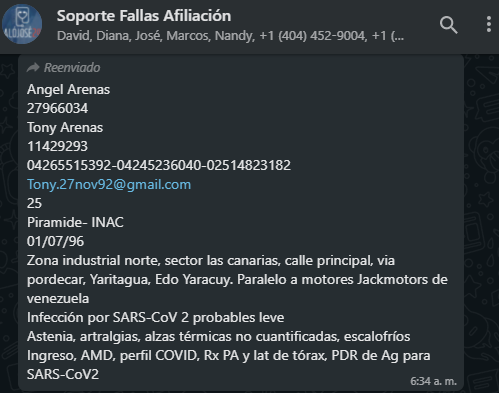 Soporte Fallas Afiliación
David, Diana, José, Marcos, Nandy, +1 (404) 452-9004, +1 (...
ALÓJOSÉ
Reenviado
Angel Arenas
27966034
Tony Arenas
11429293
04265515392-04245236040-02514823182
Tony.27nov92@gmail.com
25
Piramide- INAC
01/07/96
Zona industrial norte, sector las canarias, calle principal, via
pordecar, Yaritagua, Edo Yaracuy. Paralelo a motores Jackmotors de
venezuela
Infección por SARS-CoV 2 probables leve
Astenia, artralgias, alzas térmicas no cuantificadas, escalofríos
Ingreso, AMD, perfil COVID, Rx PA y lat de tórax, PDR de Ag para
SARS-CoV2
6:34 a. m.